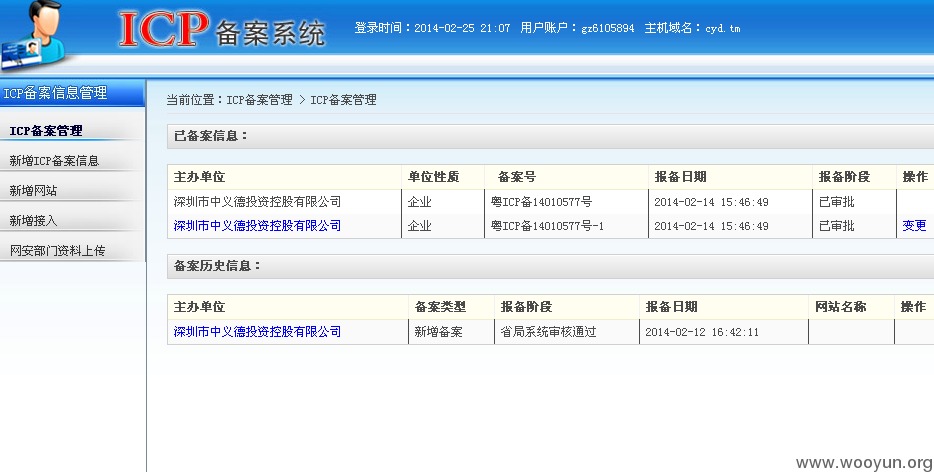 ICP备案系统 登录时间：2014-02-25 21:07 用户账户：gz6105894 主机域名：cyd.tm
ICP备案信息管理
ICP备案管理
新增ICP备案信息
新增网站
新增接入
网安部门资料上传
当前位置：ICP备案管理 > ICP备案管理
已备案信息：
主办单位 单位性质 备案号 报备日期 报备阶段 操作
深圳市中义德投资控股有限公司 企业 粤ICP备14010577号 2014-02-14 15:46:49 已审批
深圳市中义德投资控股有限公司 企业 粤ICP备14010577号-1 2014-02-14 15:46:49 已审批 变更
备案历史信息：
主办单位 备案类型 报备阶段 报备日期 网站名称 操作
深圳市中义德投资控股有限公司 新增备案 省局系统审核通过 2014-02-12 16:42:11
www.wooyun.org